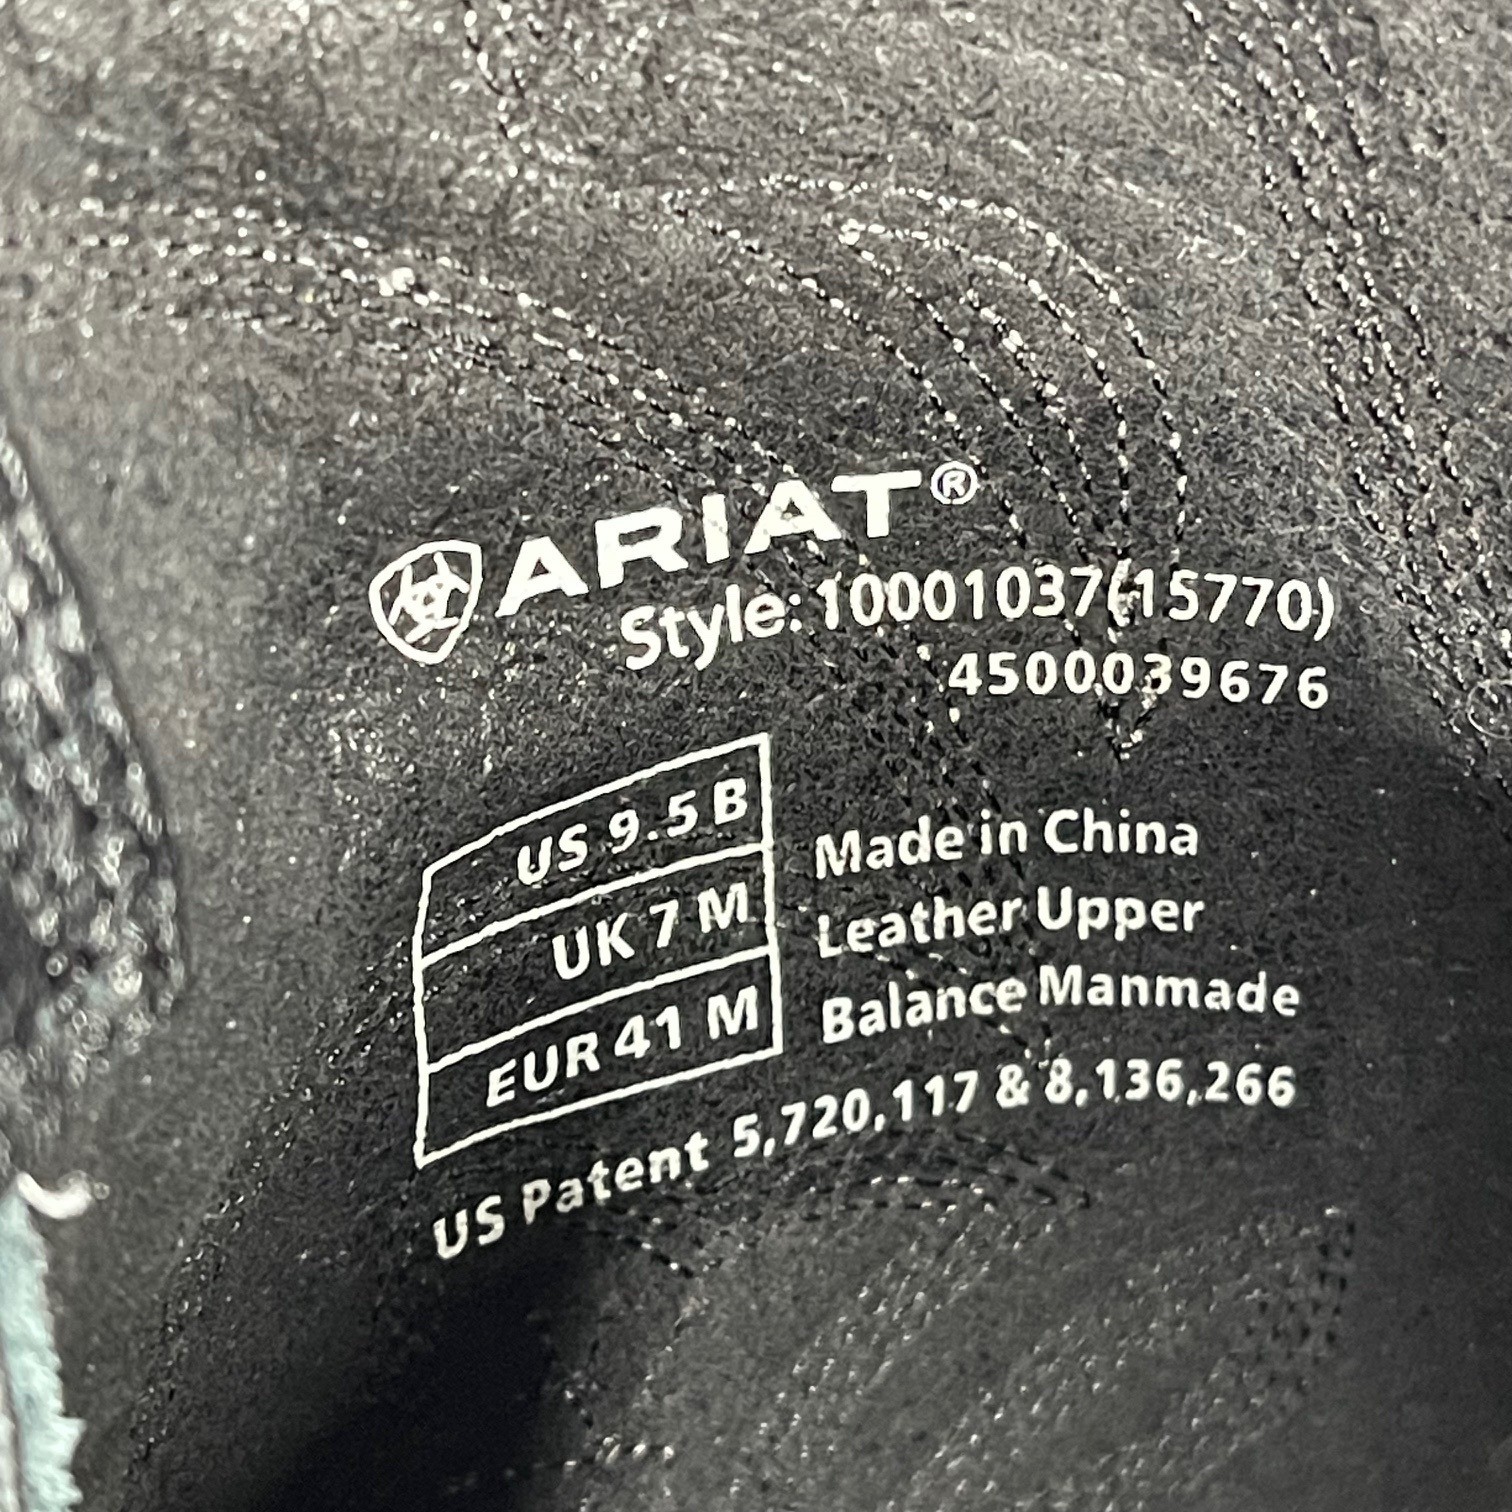 ARIAT®
Style: 10001037(15770)
4500039676
US 9.5 B
UK 7 M
EUR 41 M
Made in China
Leather Upper
Balance Manmade
US Patent 5,720,117 & 8,136,266